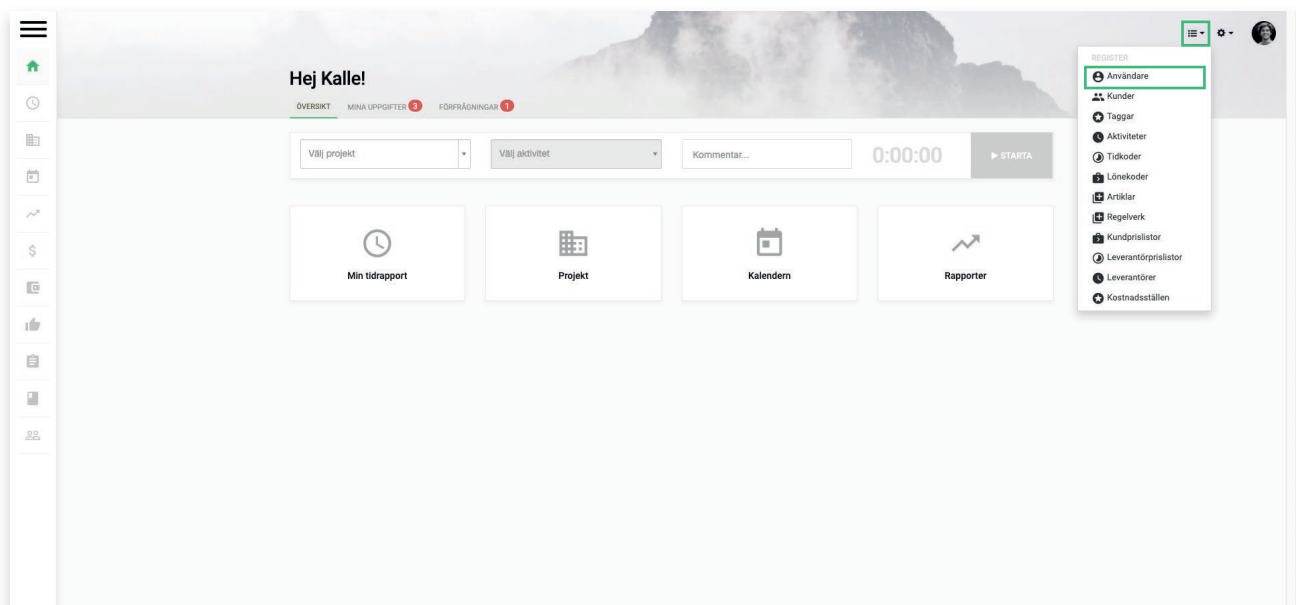 REGISTER
Användare
Kunder
Taggar
Aktiviteter
Tidkoder
Lönekoder
Artiklar
Regelverk
Kundprislistor
Leverantörprislistor
Leverantörer
Kostnadsställen
Hej Kalle!
ÖVERSIKT MINA UPPGIFTER 3 FÖRFRÅGNINGAR 1
Välj projekt Välj aktivitet Kommentar... 0:00:00 STARTA
Min tidrapport Projekt Kalendern Rapporter